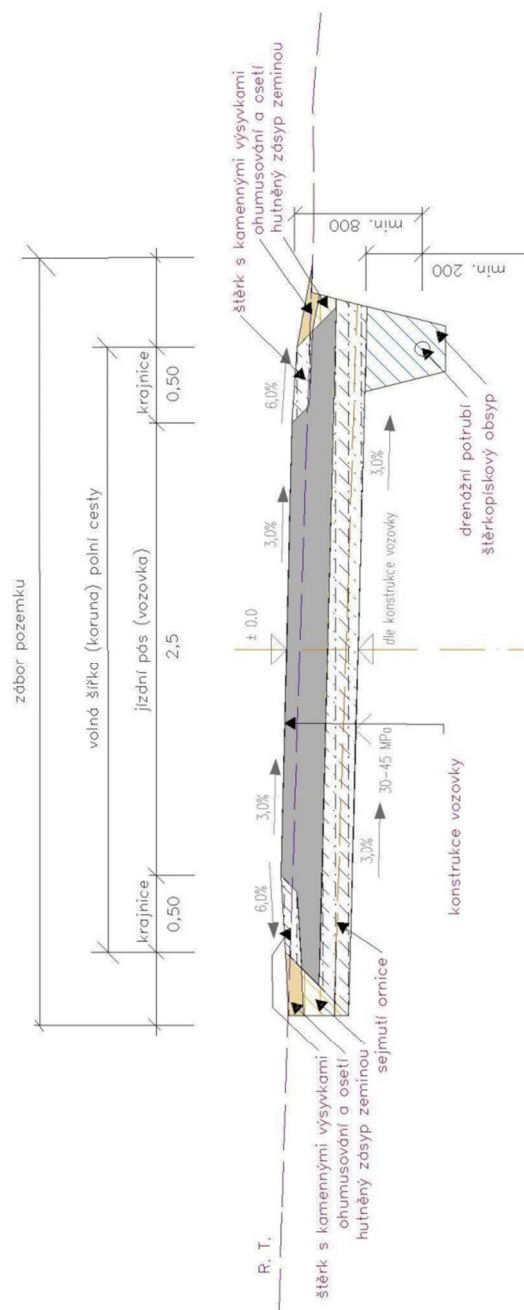 zábor pozemku
volná šířka (koruna) polní cesty
krajnice
jízdní pás (vozovka)
krajnice
0,50
2,5
0,50
6,0%
3,0%
± 0.0
3,0%
6,0%
štěrk s kamennými výsyvkami
ohumusování a osetí
hutněný zásyp zeminou
R. T.
min. 800
min. 200
3,0%
30-45 MPa
dle konstrukce vozovky
3,0%
štěrk s kamennými výsyvkami
ohumusování a osetí
hutněný zásyp zeminou
sejmutí ornice
konstrukce vozovky
drenážní potrubí
štěrkopískový obsyp